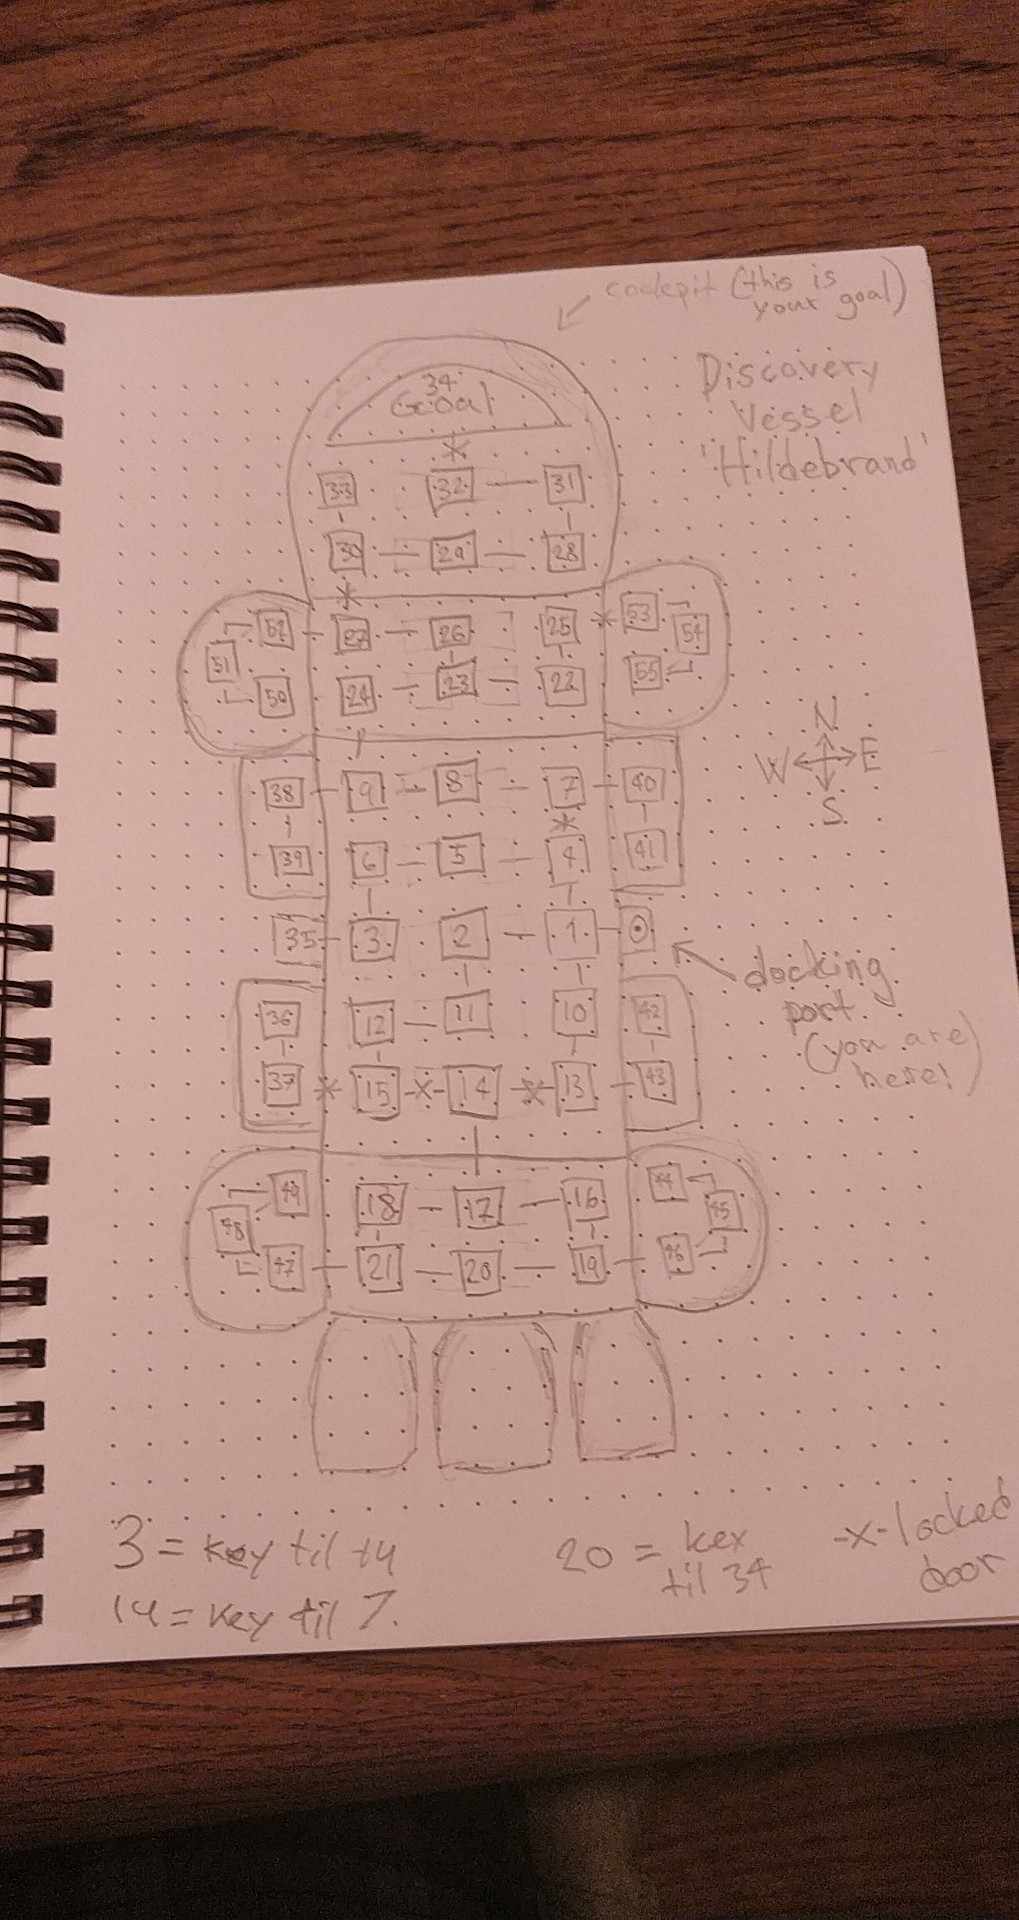 cockpit (this is
your goal)
Discovery
Vessel
'Hildebrand'
34
Goal
33 32 31
30 29 28
52 27 26 25 53
51 54
50 24 23 22 55
N
W E
S
38 9 8 7 40
39 6 5 4 41
35 3 2 1
docking
port
(you are
here!)
36 12 11 10 42
37 15 14 13 43
49 18 17 16 44
48 45
47 21 20 19 46
3 = key til 14
14 = key til 7.
20 = key
til 34
-x- locked
door